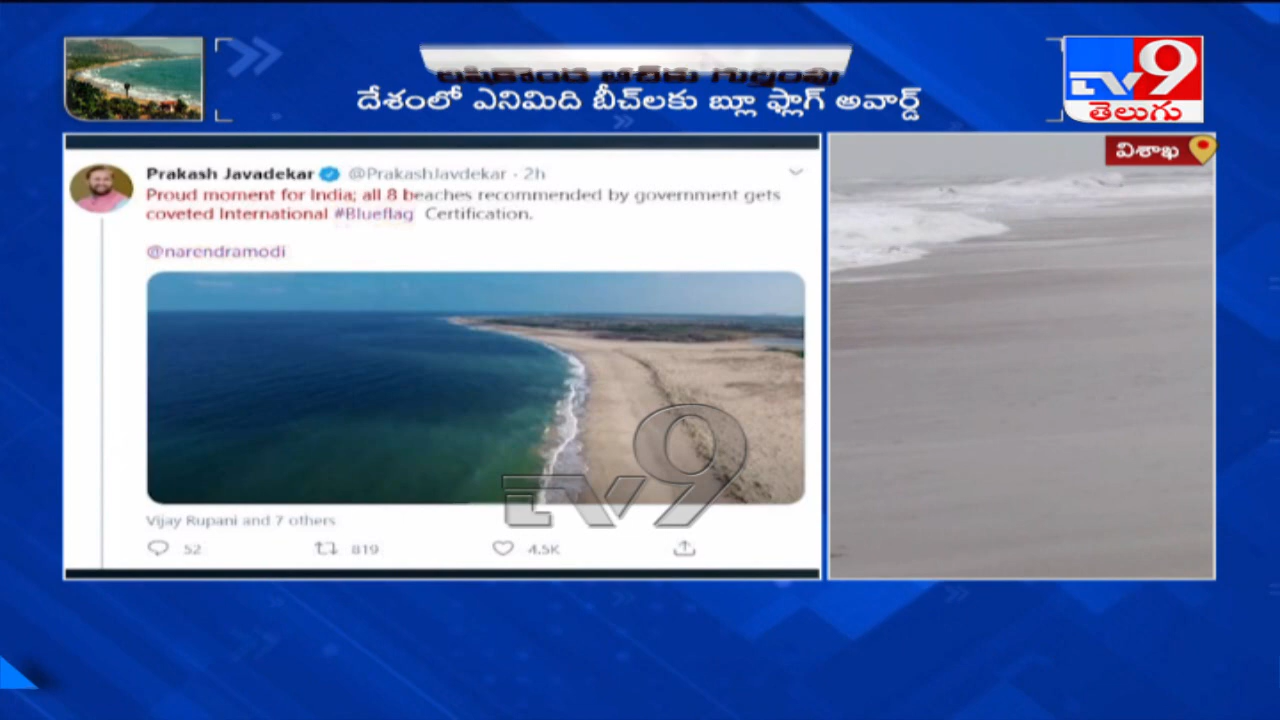 దేశంలో ఎనిమిది బీచ్‌లకు బ్లూ ఫ్లాగ్ అవార్డ్
TV9
తెలుగు
విశాఖ
Prakash Javadekar @PrakashJavdekar · 2h
Proud moment for India; all 8 beaches recommended by government gets
coveted International #Blueflag Certification.
@narendramodi
TV9
Vijay Rupani and 7 others
52 819 4.5K